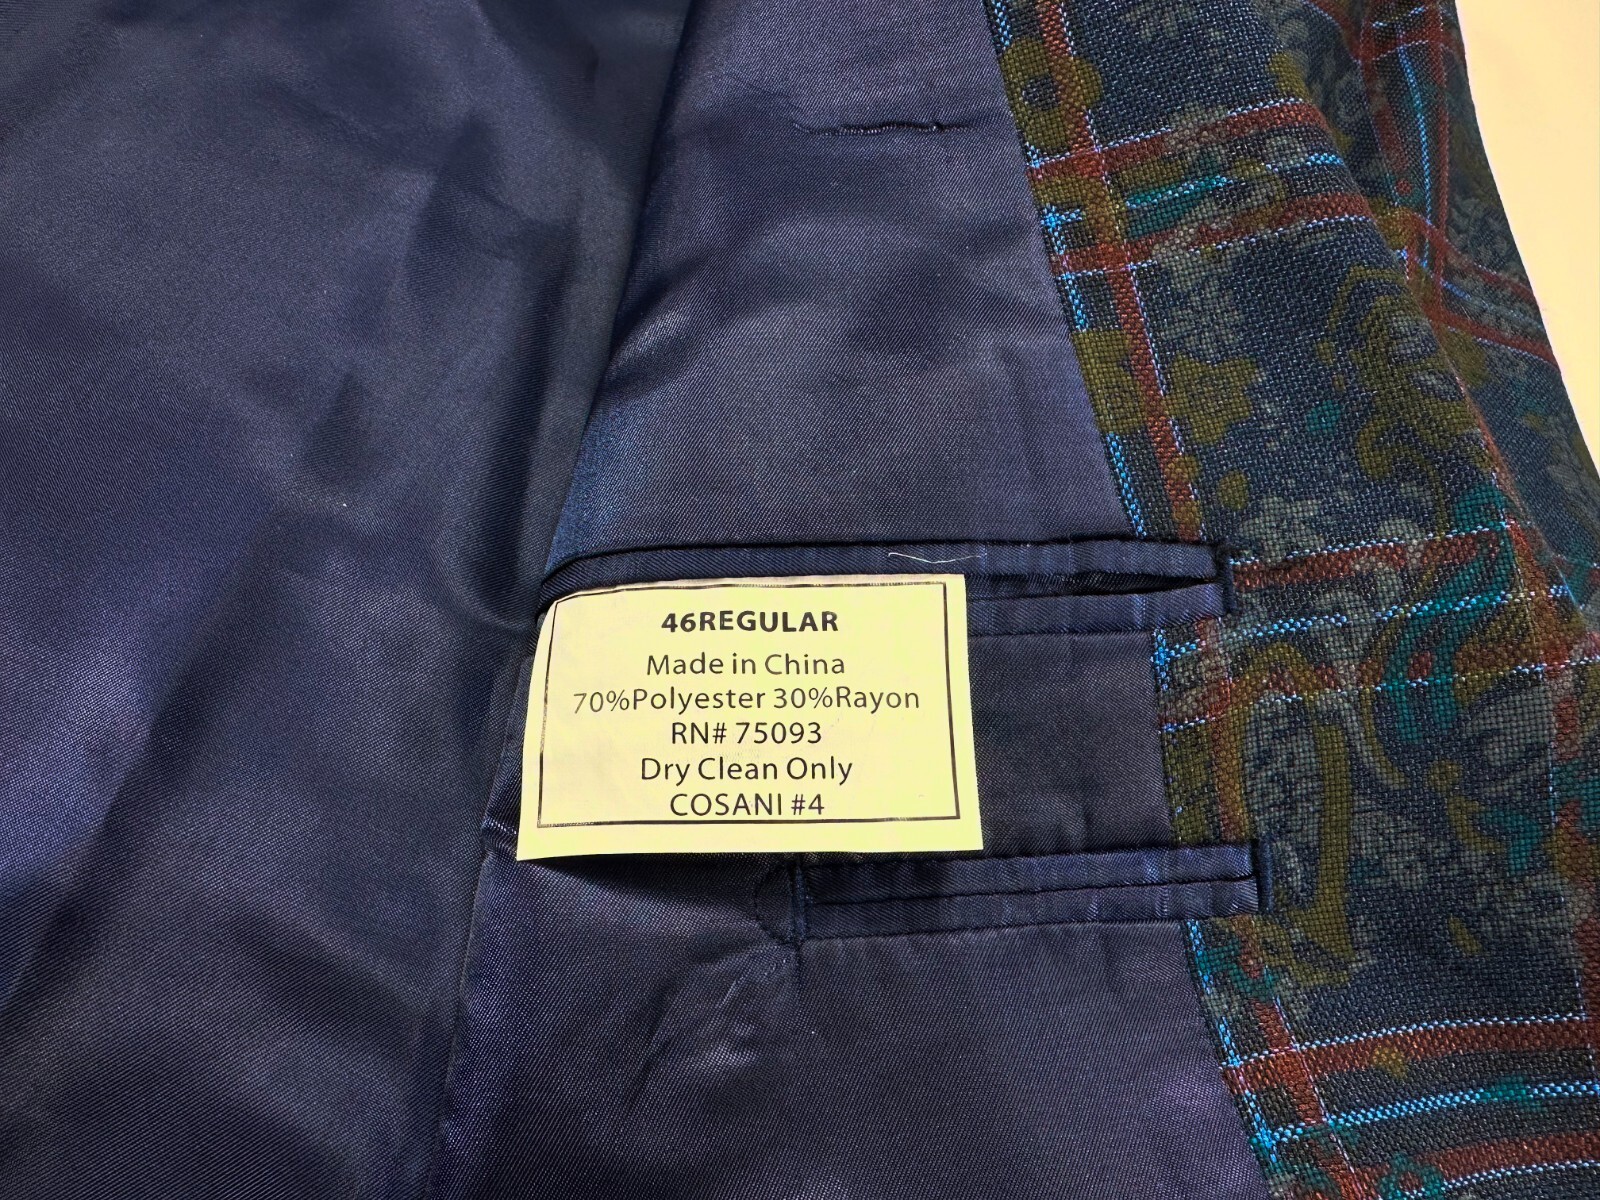 46REGULAR
Made in China
70%Polyester 30%Rayon
RN# 75093
Dry Clean Only
COSANI #4